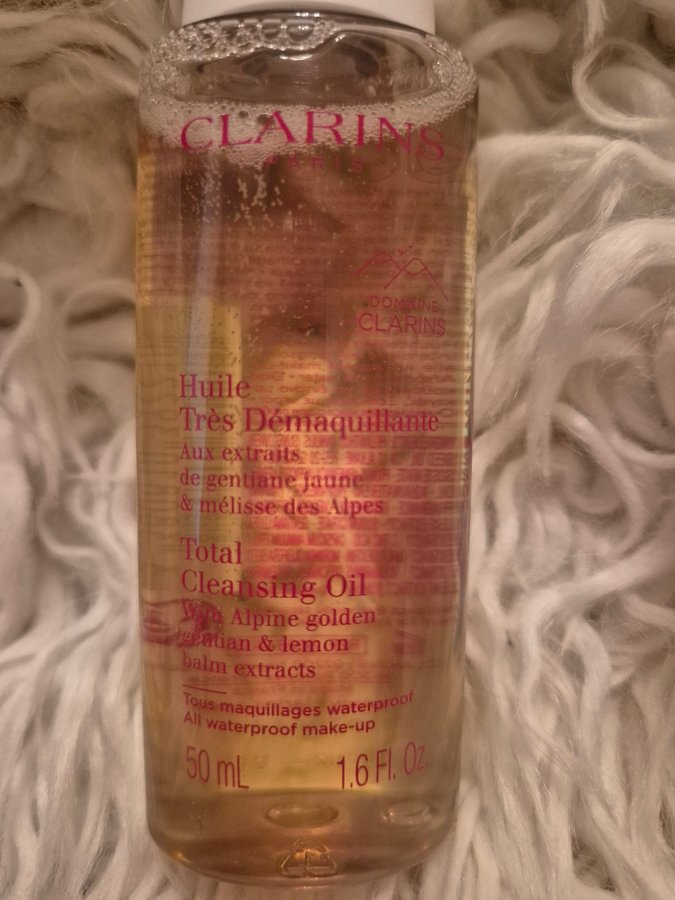 CLARINS
PARIS
DOMAINE
CLARINS
Huile
Très Démaquillante
Aux extraits
de gentiane jaune
& mélisse des Alpes
Total
Cleansing Oil
With Alpine golden
gentian & lemon
balm extracts
Tous maquillages waterproof
All waterproof make-up
50 mL 1.6 Fl. Oz.